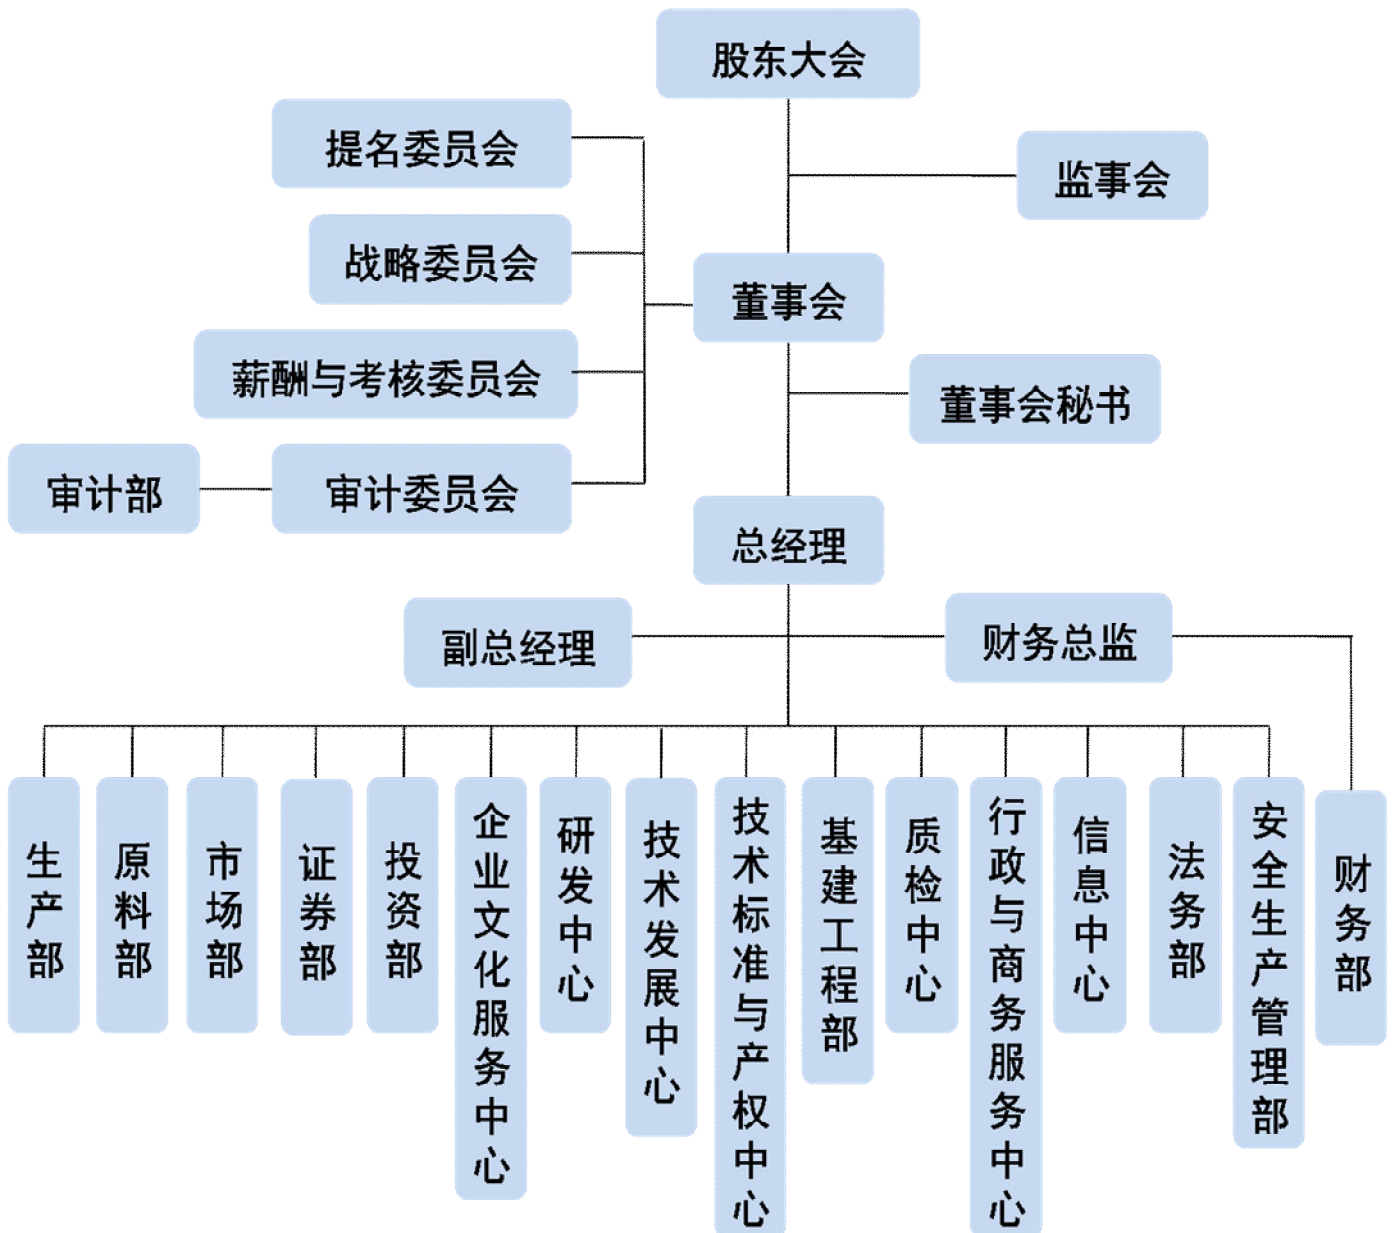 股东大会
提名委员会
监事会
战略委员会
董事会
薪酬与考核委员会
董事会秘书
审计部
审计委员会
总经理
副总经理
财务总监
生产部
原料部
市场部
证券部
投资部
企业文化服务中心
研发中心
技术发展中心
技术标准与产权中心
基建工程部
质检中心
行政与商务服务中心
信息中心
法务部
安全生产管理部
财务部